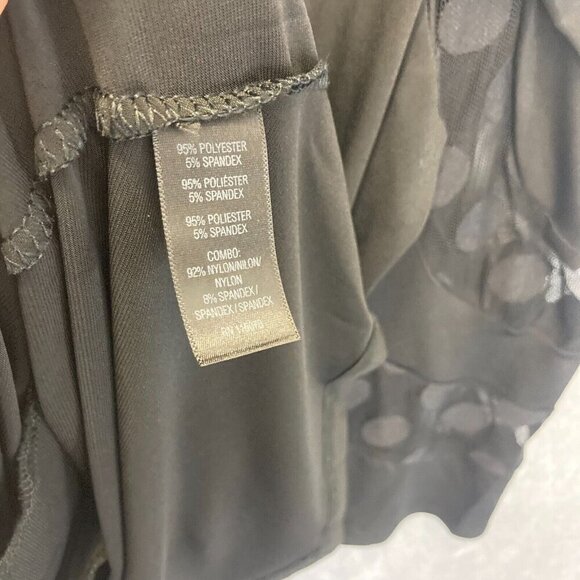 95% POLYESTER
5% SPANDEX
95% POLIÉSTER
5% SPANDEX
95% POLIESTER
5% SPANDEX
COMBO:
92% NYLON/NILON/
NYLON
8% SPANDEX/
SPANDEX/SPANDEX
RN